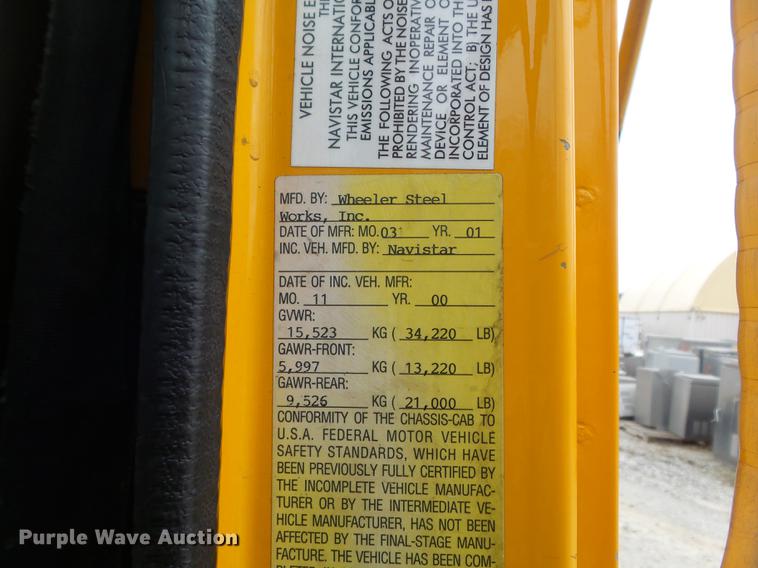 VEHICLE NOISE
NAVISTAR
THIS VEHICLE
EMISSIONS APPLICABL
THE FOLLOWING ACTS O
PROHIBITED BY THE NOISE
RENDERING INOPERATIV
MAINTENANCE REPAIR O
DEVICE OR ELEMENT O
INCORPORATED INTO TH
CONTROL ACT; B) THE U
ELEMENT OF DESIGN HAS
MFD. BY: Wheeler Steel
Works, Inc.
DATE OF MFR: MO. 03 YR. 01
INC. VEH. MFD. BY: Navistar
DATE OF INC. VEH. MFR:
MO. 11 YR. 00
GVWR:
15,523 KG ( 34,220 LB)
GAWR-FRONT:
5,997 KG ( 13,220 LB)
GAWR-REAR:
9,526 KG ( 21,000 LB)
CONFORMITY OF THE CHASSIS-CAB TO
U.S.A. FEDERAL MOTOR VEHICLE
SAFETY STANDARDS, WHICH HAVE
BEEN PREVIOUSLY FULLY CERTIFIED BY
THE INCOMPLETE VEHICLE MANUFAC-
TURER OR BY THE INTERMEDIATE VE-
HICLE MANUFACTURER, HAS NOT BEEN
AFFECTED BY THE FINAL-STAGE MANU-
FACTURE. THE VEHICLE HAS BEEN COM-
Purple Wave Auction